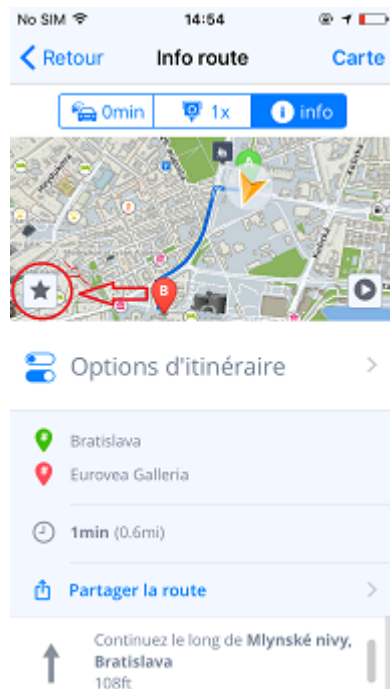 No SIM 14:54
Retour Info route Carte
0min 1x info
A
B
Options d'itinéraire
Bratislava
Eurovea Galleria
1min (0.6mi)
Partager la route
Continuez le long de Mlynské nivy,
Bratislava
108ft